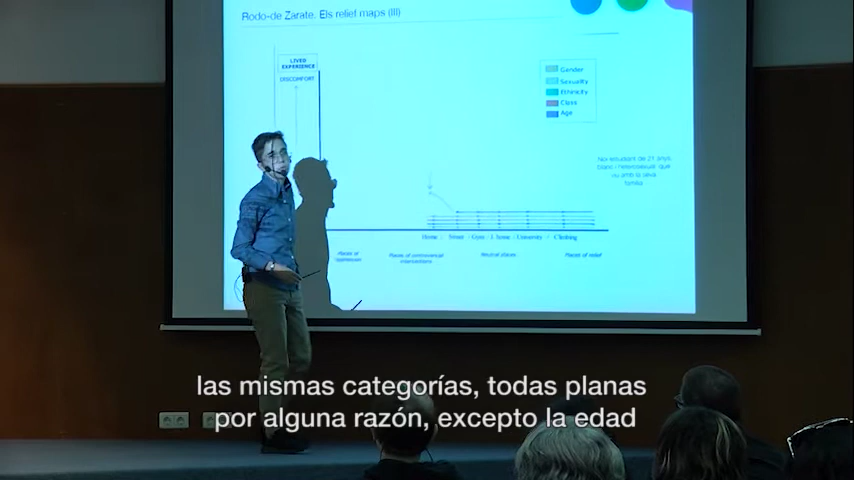 Rodo-de Zarate. Els relief maps (III)
LIVED
EXPERIENCE
DISCOMFORT
Gender
Sexuality
Ethnicity
Class
Age
Noi estudiant de 21 anys,
blanc i heterosexual que
viu amb la seva
família
Home / Street / Gym / J. home / University / Climbing
Places of
oppression
Places of controversial
intersections
Neutral places
Places of relief
las mismas categorías, todas planas
por alguna razón, excepto la edad